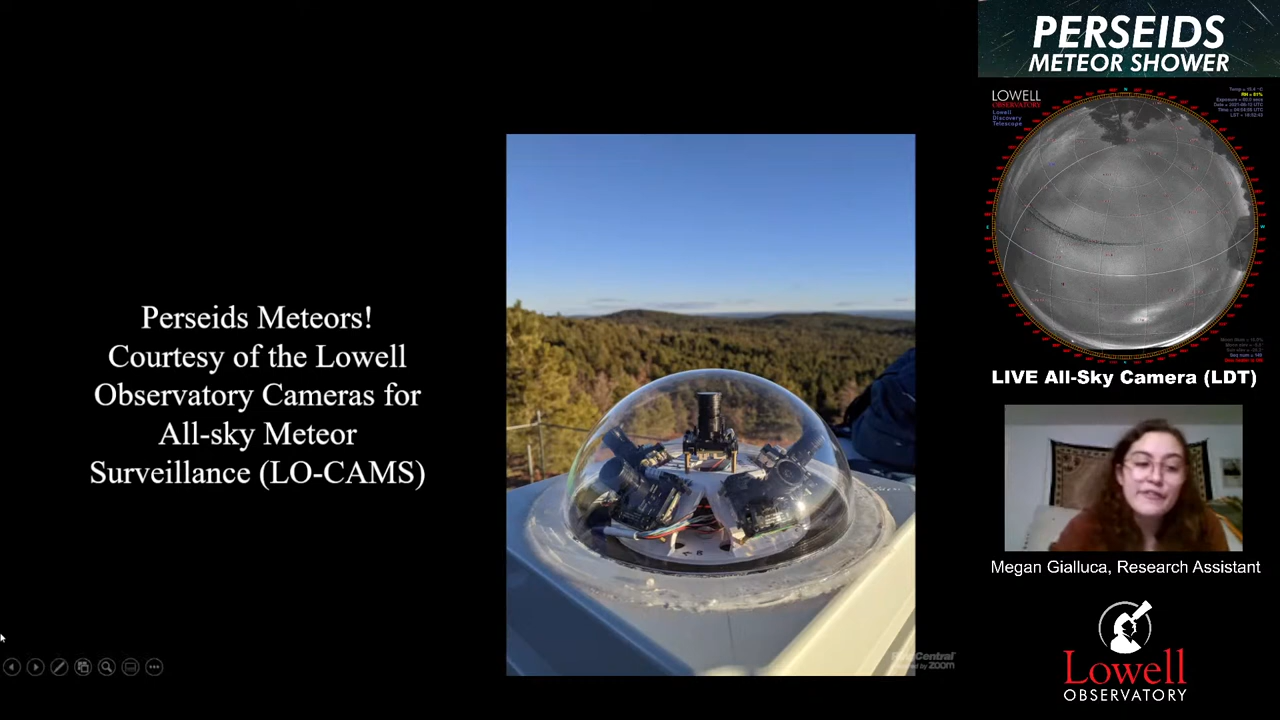 Perseids Meteors!
Courtesy of the Lowell
Observatory Cameras for
All-sky Meteor
Surveillance (LO-CAMS)
PERSEIDS
METEOR SHOWER
LOWELL
OBSERVATORY
Lowell
Discovery
Telescope
LIVE All-Sky Camera (LDT)
Megan Gialluca, Research Assistant
Lowell
OBSERVATORY